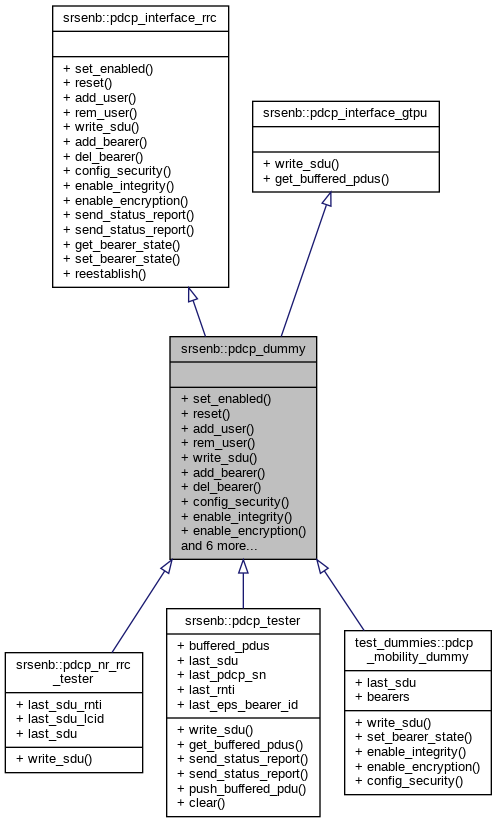 srsenb::pdcp_interface_rrc
+ set_enabled()
+ reset()
+ add_user()
+ rem_user()
+ write_sdu()
+ add_bearer()
+ del_bearer()
+ config_security()
+ enable_integrity()
+ enable_encryption()
+ send_status_report()
+ send_status_report()
+ get_bearer_state()
+ set_bearer_state()
+ reestablish()
srsenb::pdcp_interface_gtpu
+ write_sdu()
+ get_buffered_pdus()
srsenb::pdcp_dummy
+ set_enabled()
+ reset()
+ add_user()
+ rem_user()
+ write_sdu()
+ add_bearer()
+ del_bearer()
+ config_security()
+ enable_integrity()
+ enable_encryption()
and 6 more...
srsenb::pdcp_nr_rrc
_tester
+ last_sdu_rnti
+ last_sdu_lcid
+ last_sdu
+ write_sdu()
srsenb::pdcp_tester
+ buffered_pdus
+ last_sdu
+ last_pdcp_sn
+ last_rnti
+ last_eps_bearer_id
+ write_sdu()
+ get_buffered_pdus()
+ send_status_report()
+ send_status_report()
+ push_buffered_pdu()
+ clear()
test_dummies::pdcp
_mobility_dummy
+ last_sdu
+ bearers
+ write_sdu()
+ set_bearer_state()
+ enable_integrity()
+ enable_encryption()
+ config_security()